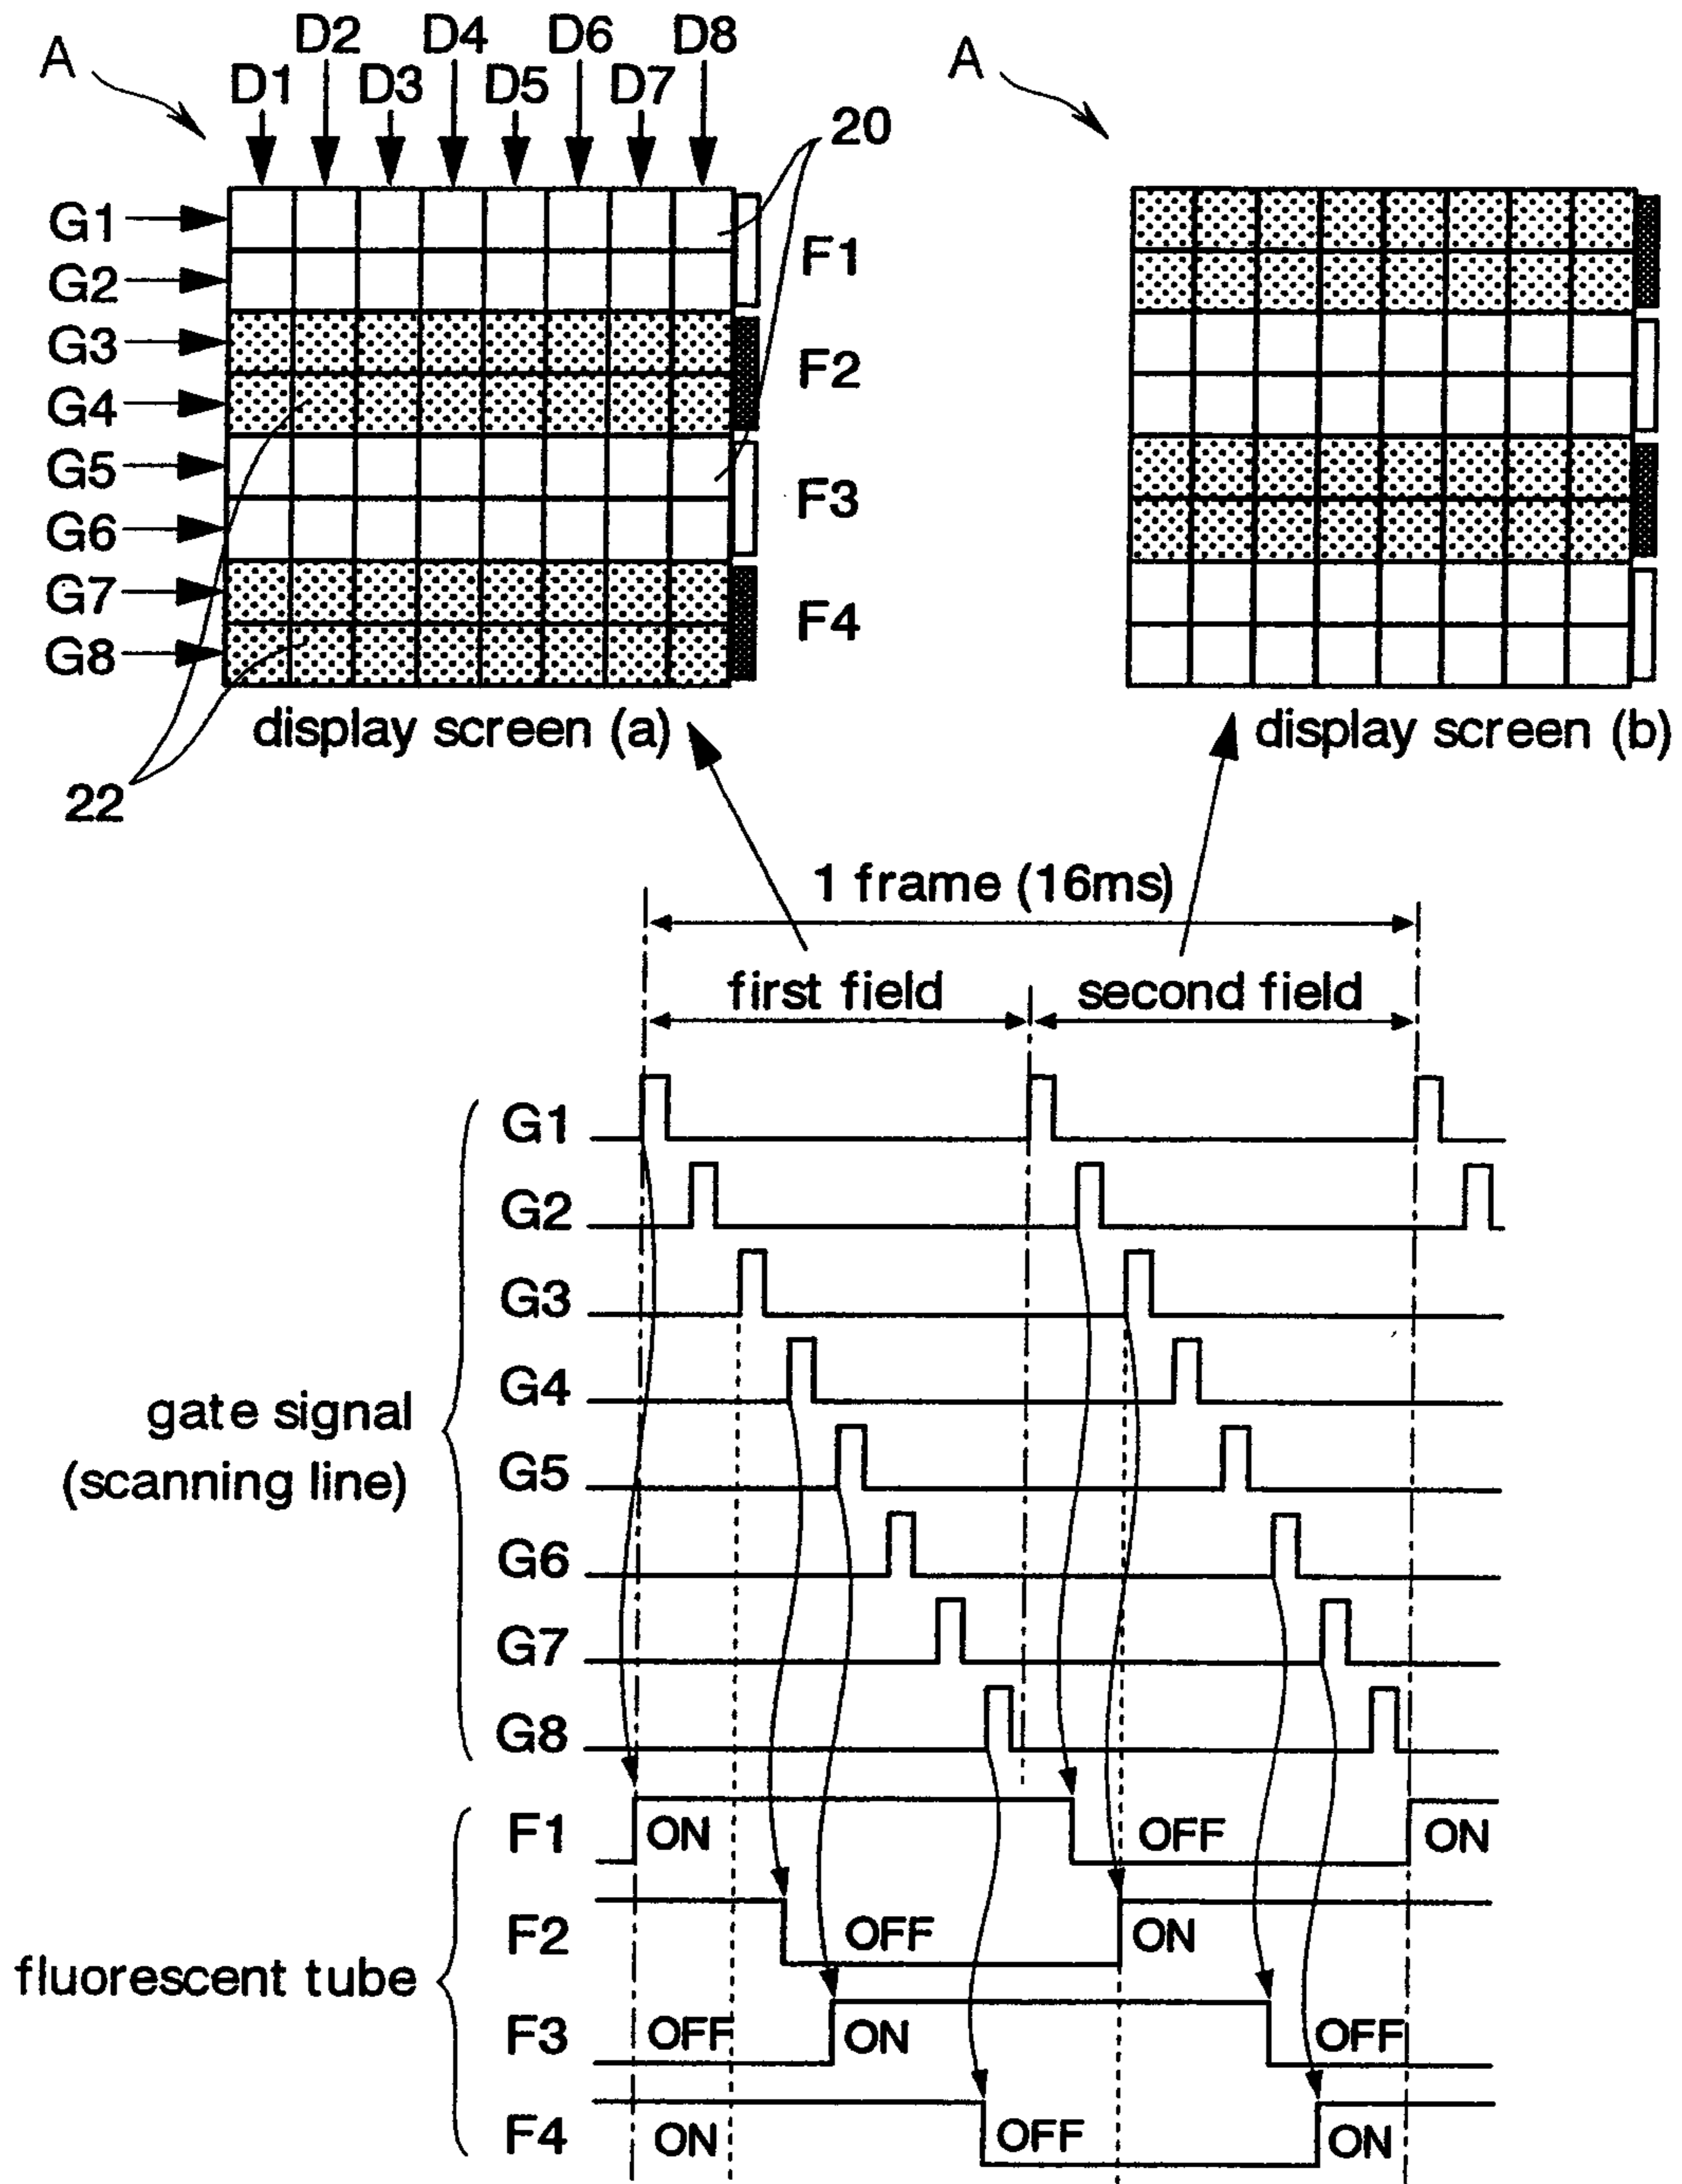 A
D2 D4 D6 D8
D1 D3 D5 D7
20
A
G1
G2
G3
G4
G5
G6
G7
G8
F1
F2
F3
F4
22
display screen (a)
display screen (b)
1 frame (16ms)
first field
second field
gate signal
(scanning line)
G1
G2
G3
G4
G5
G6
G7
G8
fluorescent tube
F1 ON OFF ON
F2 OFF ON
F3 OFF ON OFF
F4 ON OFF ON